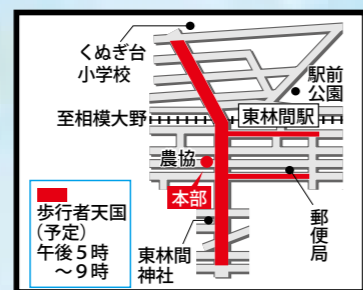 くぬぎ台
小学校
駅前
公園
至相模大野
東林間駅
農協
本部
歩行者天国
(予定)
午後5時
~9時
東林間
神社
郵便局